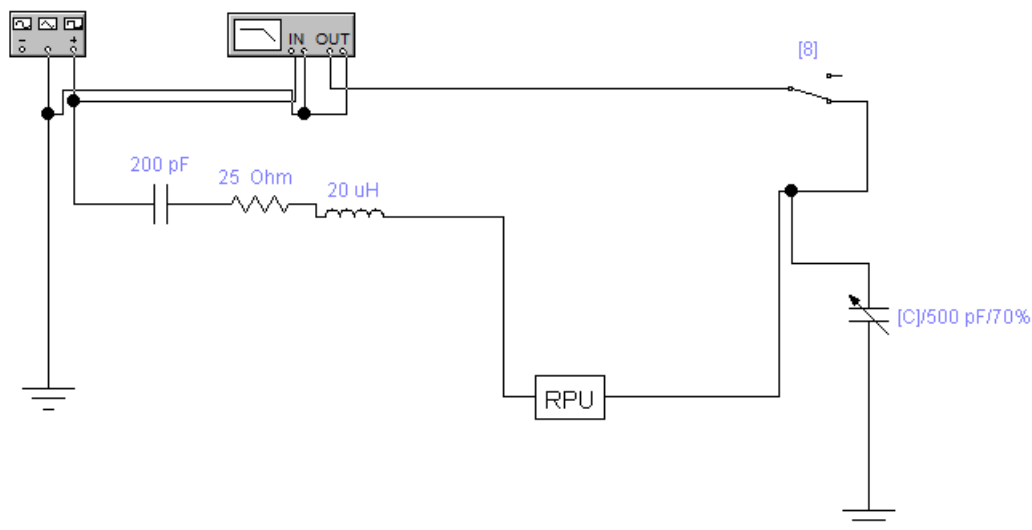 IN OUT
- +
[8]
200 pF
25 Ohm
20 uH
[C]/500 pF/70%
RPU